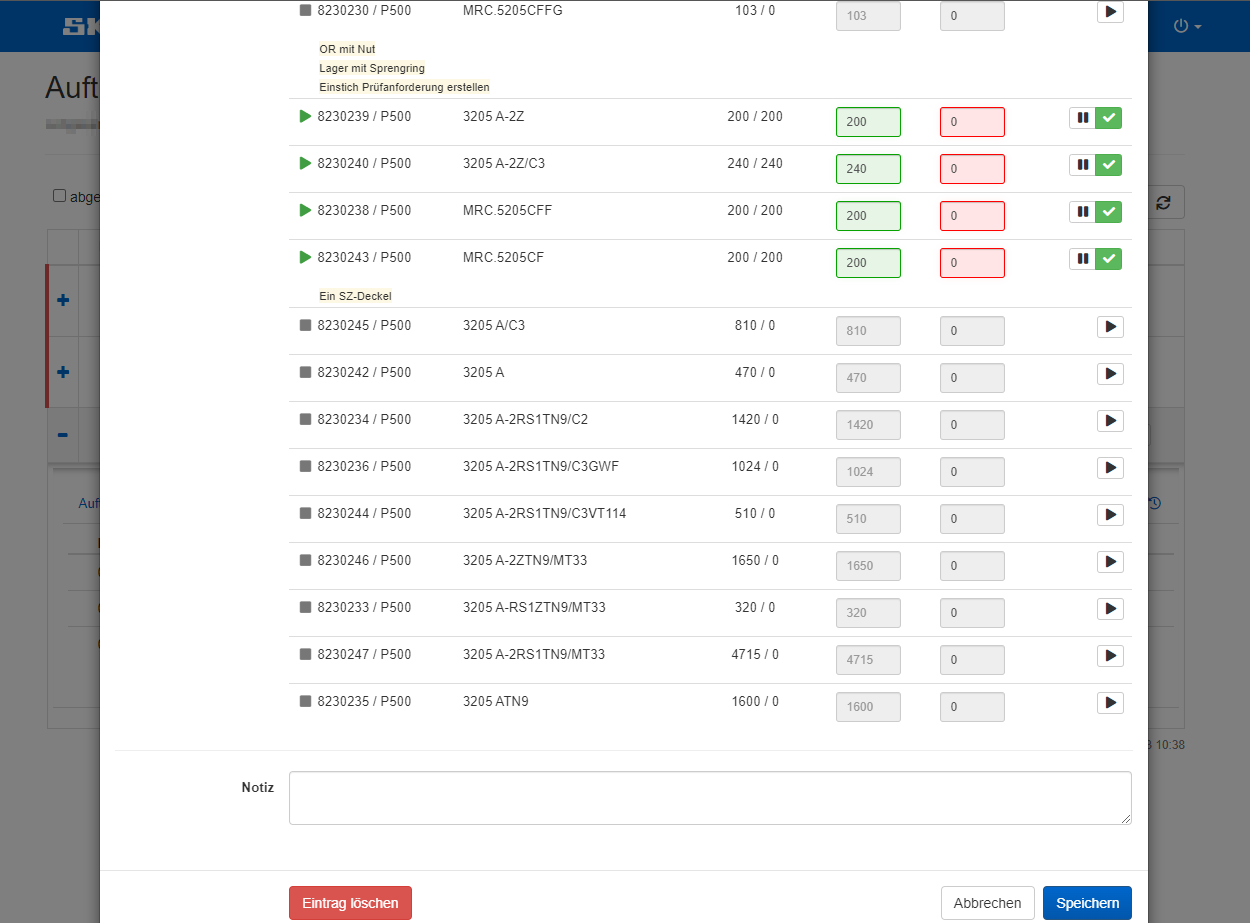 8230230 / P500 MRC.5205CFFG 103 / 0 103 0
OR mit Nut
Lager mit Sprengring
Einstich Prüfanforderung erstellen
8230239 / P500 3205 A-2Z 200 / 200 200 0
8230240 / P500 3205 A-2Z/C3 240 / 240 240 0
8230238 / P500 MRC.5205CFF 200 / 200 200 0
8230243 / P500 MRC.5205CF 200 / 200 200 0
Ein SZ-Deckel
8230245 / P500 3205 A/C3 810 / 0 810 0
8230242 / P500 3205 A 470 / 0 470 0
8230234 / P500 3205 A-2RS1TN9/C2 1420 / 0 1420 0
8230236 / P500 3205 A-2RS1TN9/C3GWF 1024 / 0 1024 0
8230244 / P500 3205 A-2RS1TN9/C3VT114 510 / 0 510 0
8230246 / P500 3205 A-2ZTN9/MT33 1650 / 0 1650 0
8230233 / P500 3205 A-RS1ZTN9/MT33 320 / 0 320 0
8230247 / P500 3205 A-2RS1TN9/MT33 4715 / 0 4715 0
8230235 / P500 3205 ATN9 1600 / 0 1600 0
Notiz
Eintrag löschen Abbrechen Speichern
SK
Auft
abge
Auft
10:38